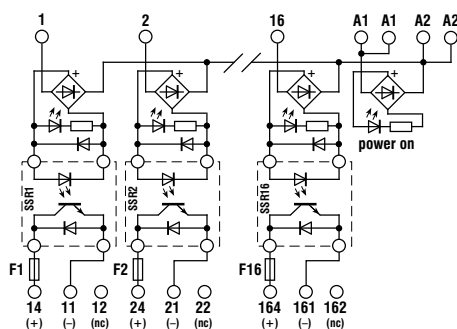 1 2 16 A1 A1 A2 A2
+ + + +
power on
SSR1 SSR2 SSR16
F1 F2 F16
14 11 12 24 21 22 164 161 162
(+) (–) (nc) (+) (–) (nc) (+) (–) (nc)